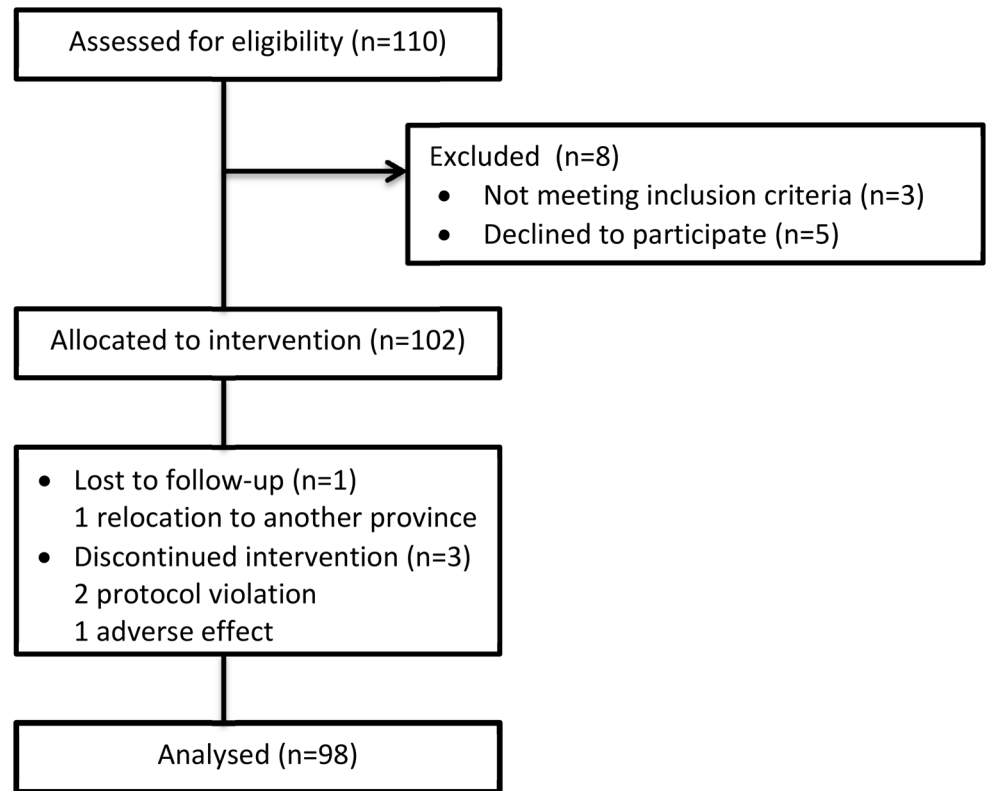 Assessed for eligibility (n=110)
Excluded  (n=8)
• Not meeting inclusion criteria (n=3)
• Declined to participate (n=5)
Allocated to intervention (n=102)
• Lost to follow-up (n=1)
1 relocation to another province
• Discontinued intervention (n=3)
2 protocol violation
1 adverse effect
Analysed (n=98)